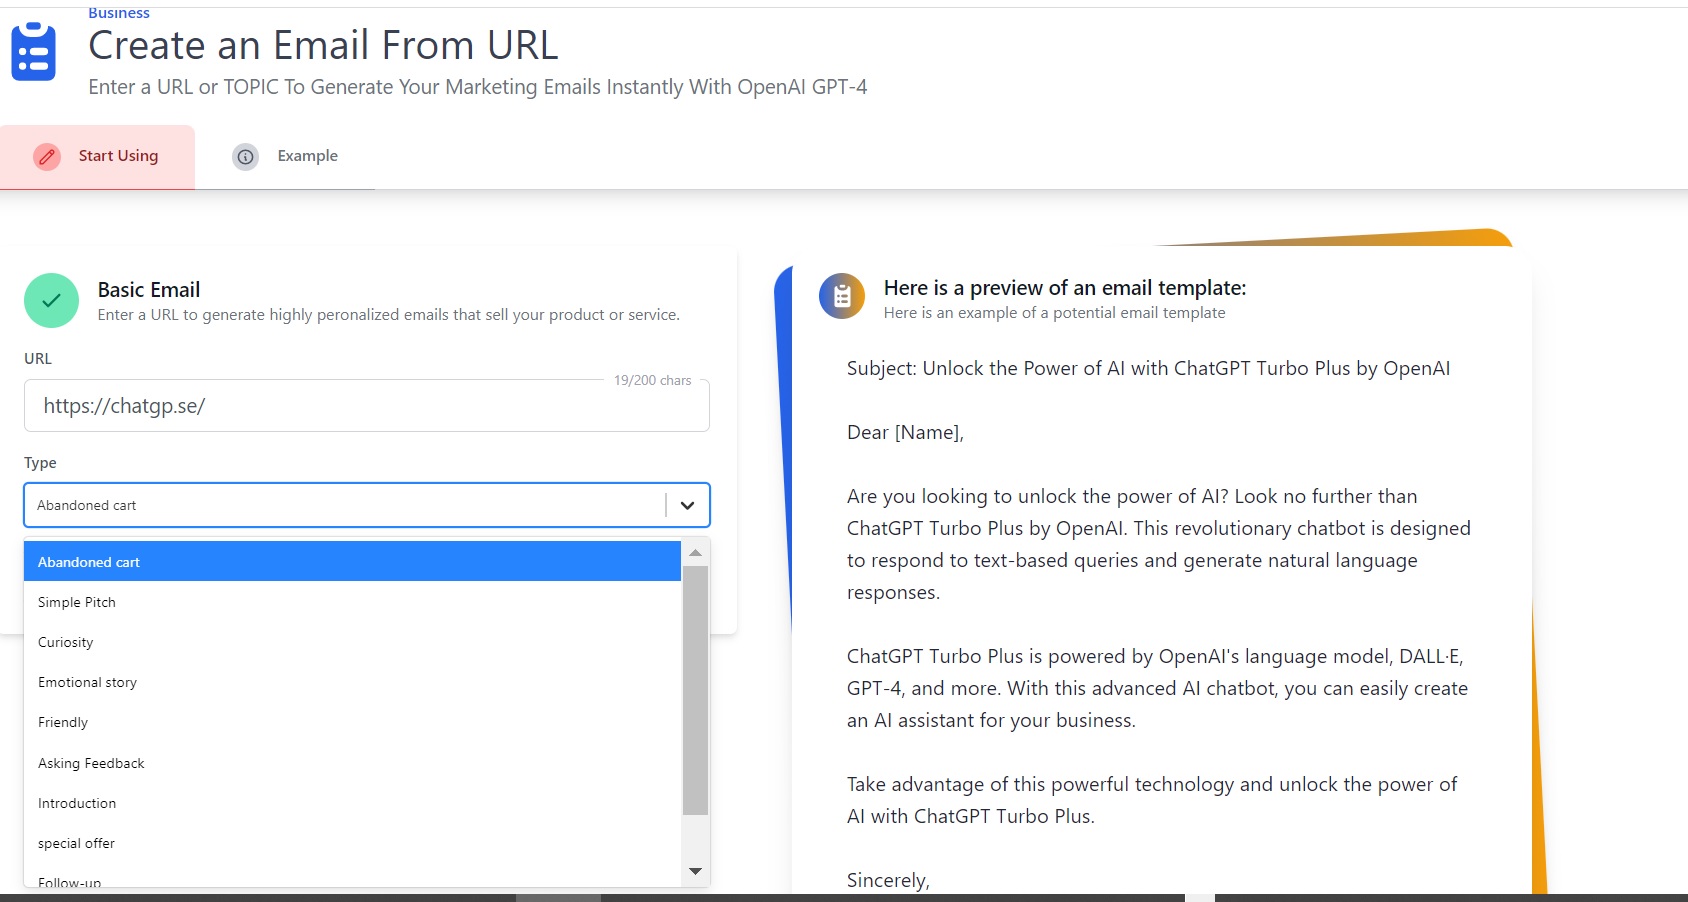 Business
Create an Email From URL
Enter a URL or TOPIC To Generate Your Marketing Emails Instantly With OpenAI GPT-4
Start Using
Example
Basic Email
Enter a URL to generate highly peronalized emails that sell your product or service.
URL
19/200 chars
https://chatgp.se/
Type
Abandoned cart
Abandoned cart
Simple Pitch
Curiosity
Emotional story
Friendly
Asking Feedback
Introduction
special offer
Follow-up
Here is a preview of an email template:
Here is an example of a potential email template
Subject: Unlock the Power of AI with ChatGPT Turbo Plus by OpenAI
Dear [Name],
Are you looking to unlock the power of AI? Look no further than
ChatGPT Turbo Plus by OpenAI. This revolutionary chatbot is designed
to respond to text-based queries and generate natural language
responses.
ChatGPT Turbo Plus is powered by OpenAI's language model, DALL·E,
GPT-4, and more. With this advanced AI chatbot, you can easily create
an AI assistant for your business.
Take advantage of this powerful technology and unlock the power of
AI with ChatGPT Turbo Plus.
Sincerely,